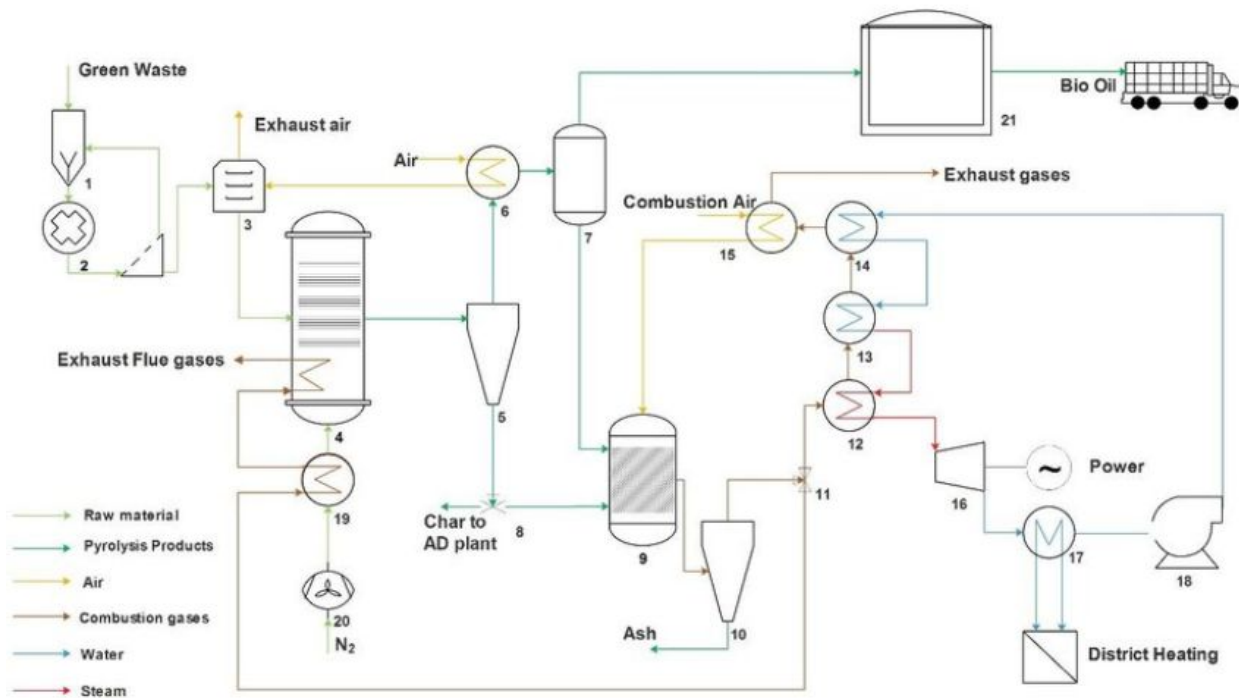 Green Waste
Exhaust air
Air
Bio Oil
21
1
2
3
6
7
Combustion Air
Exhaust gases
15
14
13
12
Exhaust Flue gases
4
5
19
20
N2
Char to
AD plant
8
9
10
Ash
11
16
Power
17
18
District Heating
Raw material
Pyrolysis Products
Air
Combustion gases
Water
Steam